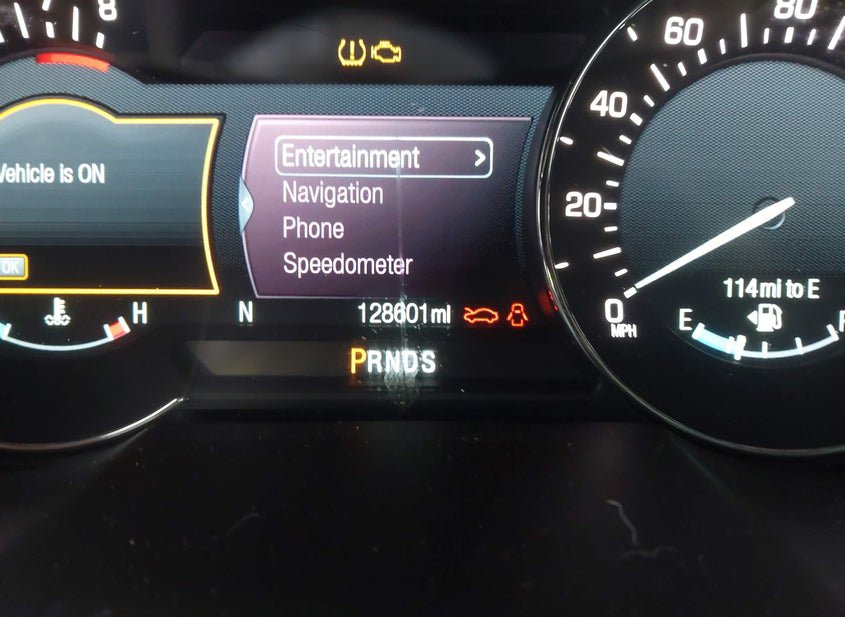 8
60
80
40
Vehicle is ON
Entertainment
Navigation
20
Phone
OK
Speedometer
114mi to E
H
N
128601mi
0
MPH
E
PRNDS